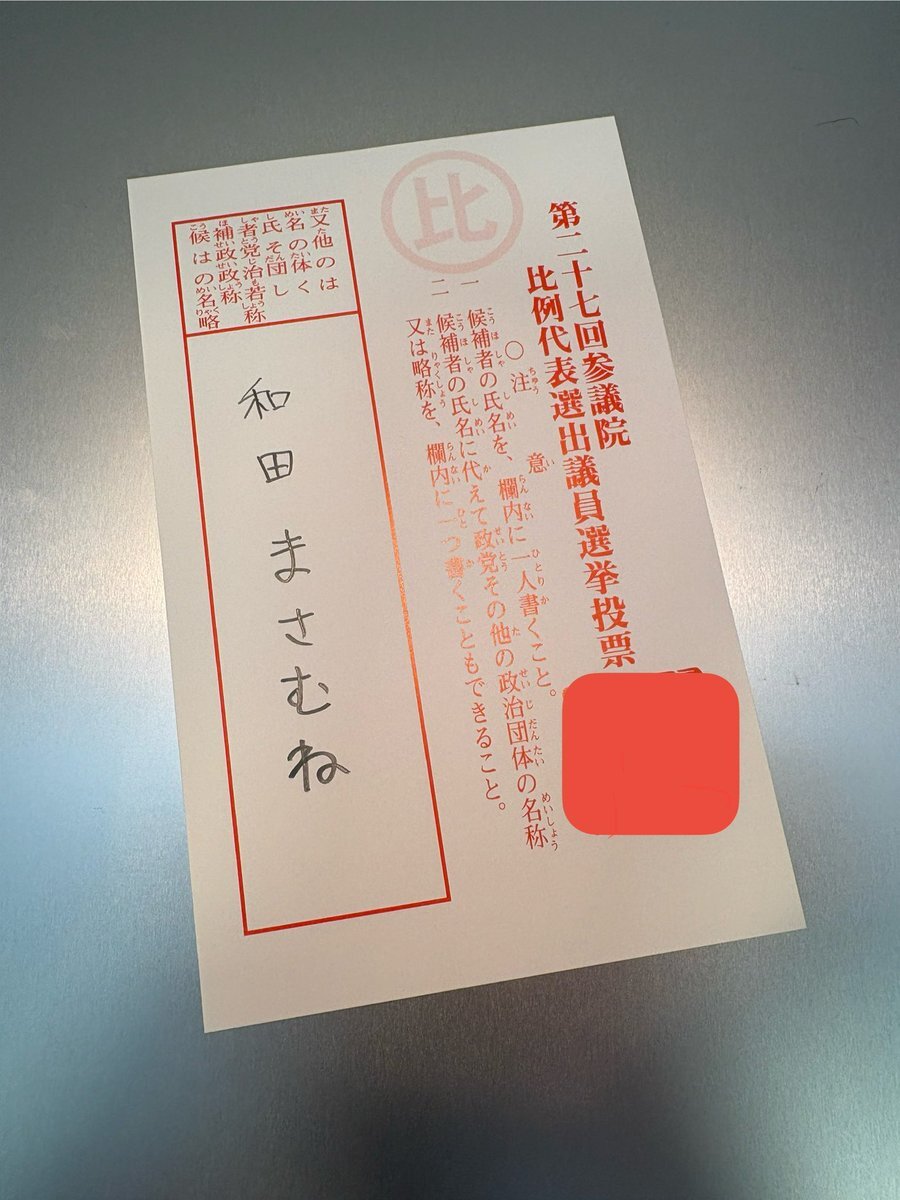 第二十七回参議院
比例代表選出議員選挙投票
比
〇注意
一 候補者の氏名を、欄内に一人書くこと。
二 候補者の氏名に代えて政党その他の政治団体の名称
又は略称を、欄内に一つ書くこともできること。
候補者の氏名又は政党その他の政治団体の名称若しくは略称
和田まさむね